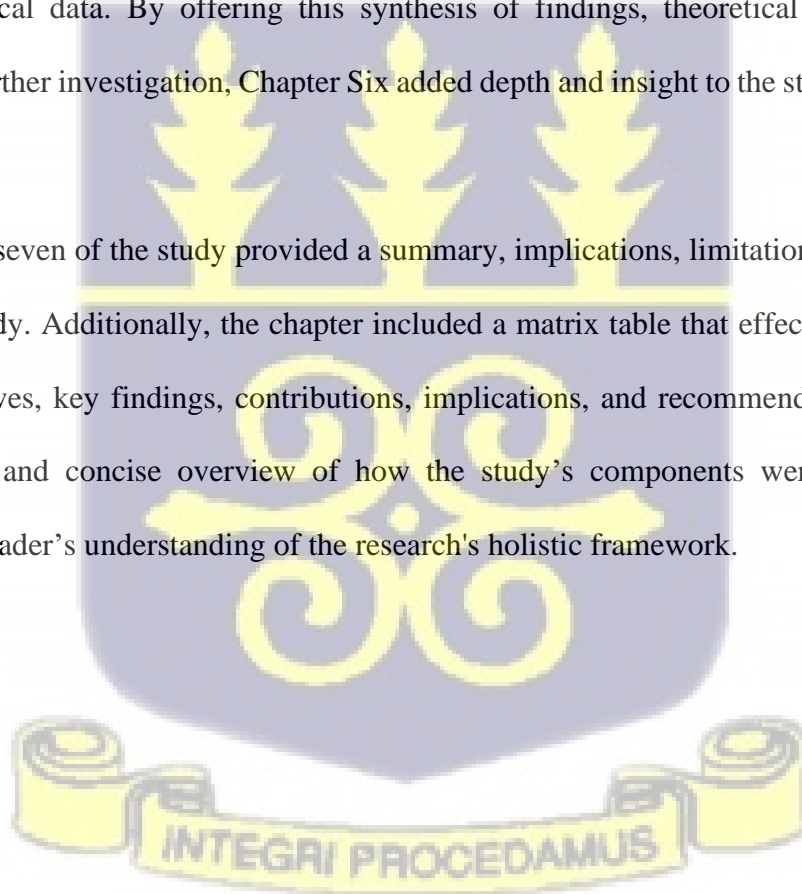 cal data. By offering this synthesis of findings, theoretical
rther investigation, Chapter Six added depth and insight to the st
seven of the study provided a summary, implications, limitation
dy. Additionally, the chapter included a matrix table that effec
ves, key findings, contributions, implications, and recommend
and concise overview of how the study’s components wer
ader’s understanding of the research's holistic framework.
INTEGRI PROCEDAMUS